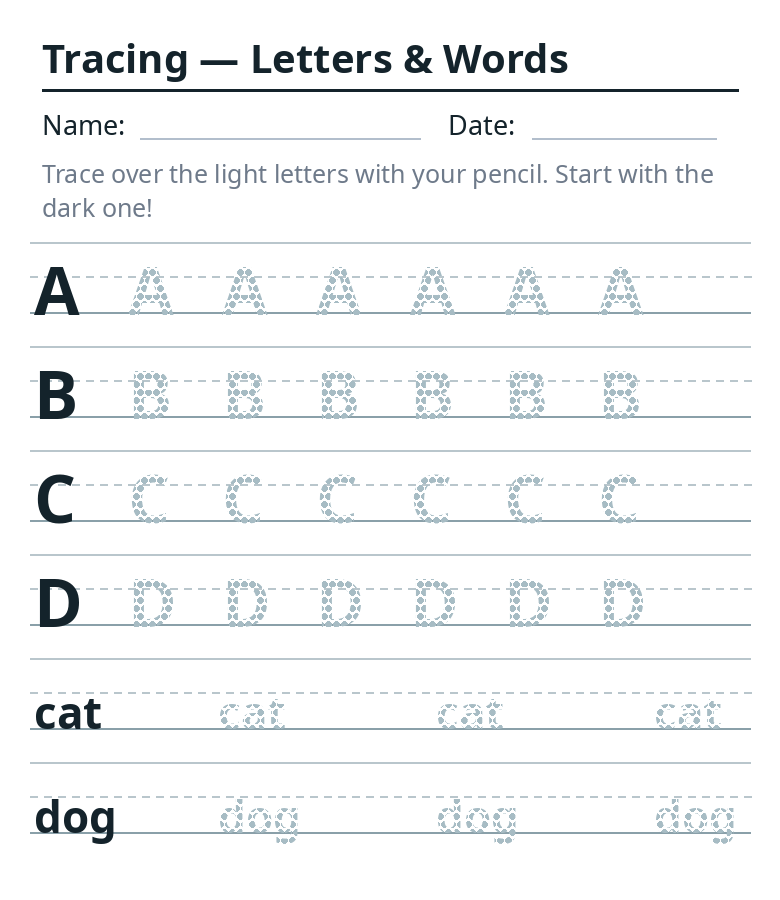 Tracing — Letters & Words
Name: Date:
Trace over the light letters with your pencil. Start with the
dark one!
A A A A A A A
B B B B B B B
C C C C C C C
D D D D D D D
cat cat cat cat
dog dog dog dog